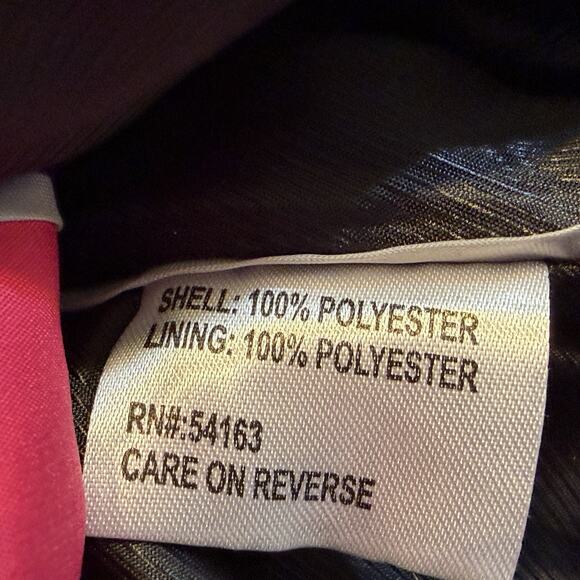 SHELL: 100% POLYESTER
LINING: 100% POLYESTER
RN#:54163
CARE ON REVERSE